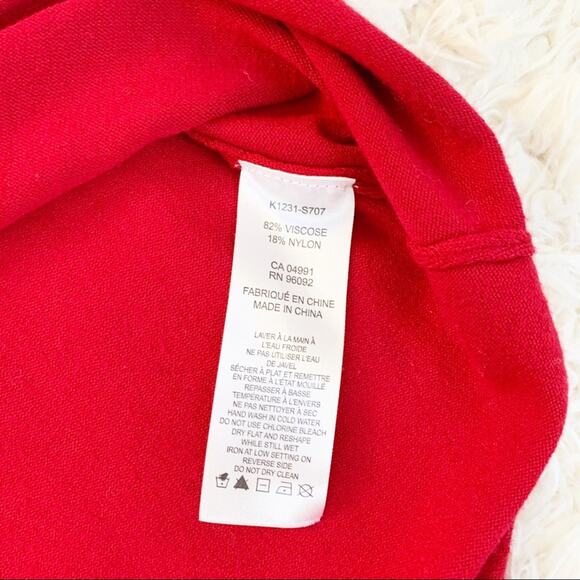 K1231-S707
82% VISCOSE
18% NYLON
CA 04991
RN 96092
FABRIQUÉ EN CHINE
MADE IN CHINA
LAVER À LA MAIN À
L'EAU FROIDE
NE PAS UTILISER L'EAU
DE JAVEL
SÉCHER À PLAT ET REMETTRE
EN FORME À L'ÉTAT MOUILLÉ
REPASSER À BASSE
TEMPÉRATURE À L'ENVERS
NE PAS NETTOYER À SEC
HAND WASH IN COLD WATER
DO NOT USE CHLORINE BLEACH
DRY FLAT AND RESHAPE
WHILE STILL WET
IRON AT LOW SETTING ON
REVERSE SIDE
DO NOT DRY CLEAN